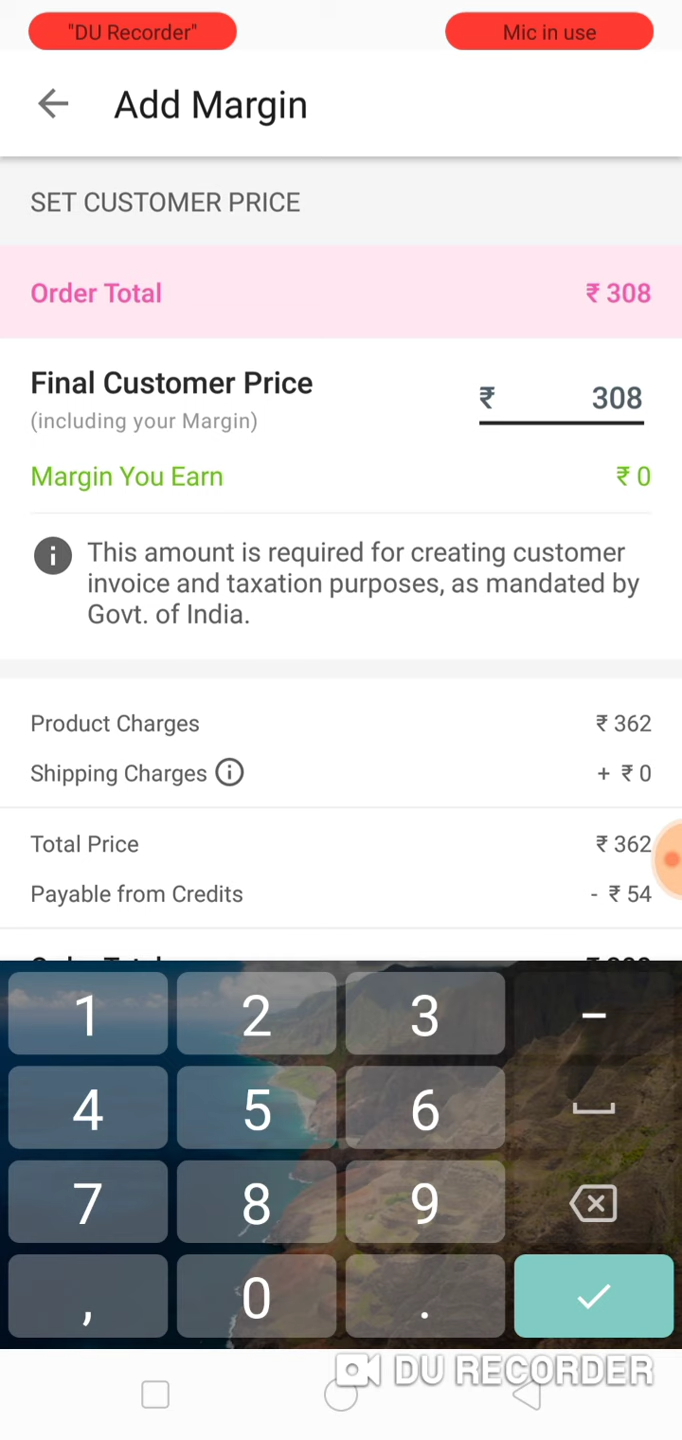 "DU Recorder" Mic in use
Add Margin
SET CUSTOMER PRICE
Order Total ₹ 308
Final Customer Price ₹ 308
(including your Margin)
Margin You Earn ₹ 0
This amount is required for creating customer
invoice and taxation purposes, as mandated by
Govt. of India.
Product Charges ₹ 362
Shipping Charges + ₹ 0
Total Price ₹ 362
Payable from Credits - ₹ 54
1 2 3 –
4 5 6
7 8 9
, 0 .
DU RECORDER